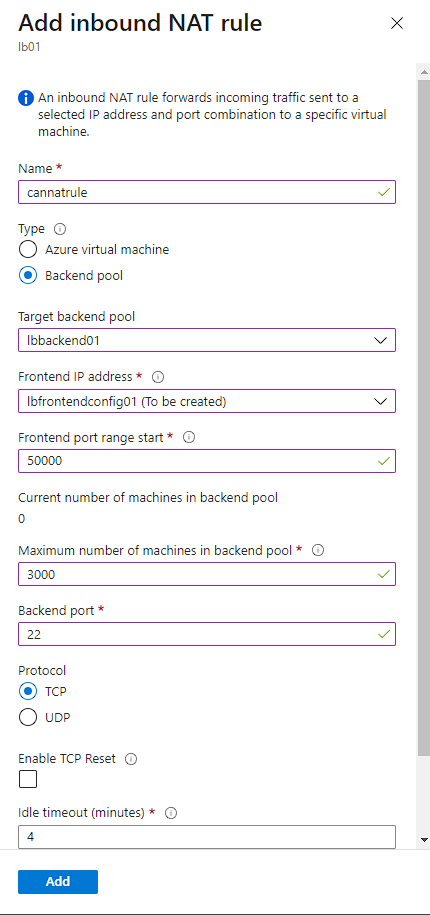 Add inbound NAT rule
lb01
An inbound NAT rule forwards incoming traffic sent to a
selected IP address and port combination to a specific virtual
machine.
Name *
cannatrule
Type
Azure virtual machine
Backend pool
Target backend pool
lbbackend01
Frontend IP address *
lbfrontendconfig01 (To be created)
Frontend port range start *
50000
Current number of machines in backend pool
0
Maximum number of machines in backend pool *
3000
Backend port *
22
Protocol
TCP
UDP
Enable TCP Reset
Idle timeout (minutes) *
4
Add